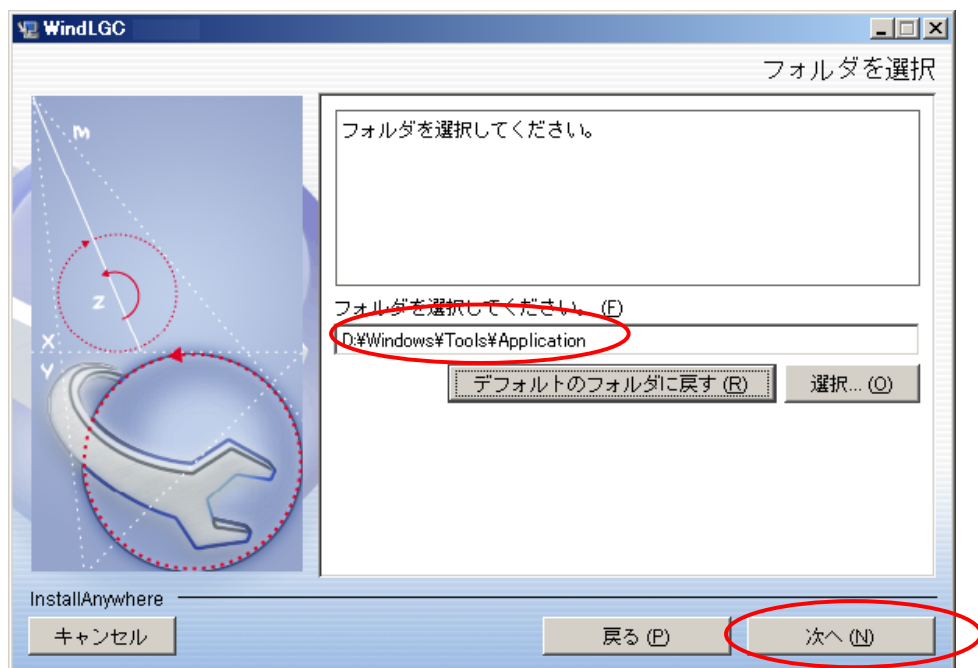 WindLGC
フォルダを選択
フォルダを選択してください。
フォルダを選択してください。 (F)
D:¥Windows¥Tools¥Application
デフォルトのフォルダに戻す (R)
選択... (O)
M
Z
X
Y
InstallAnywhere
キャンセル
戻る (P)
次へ (N)